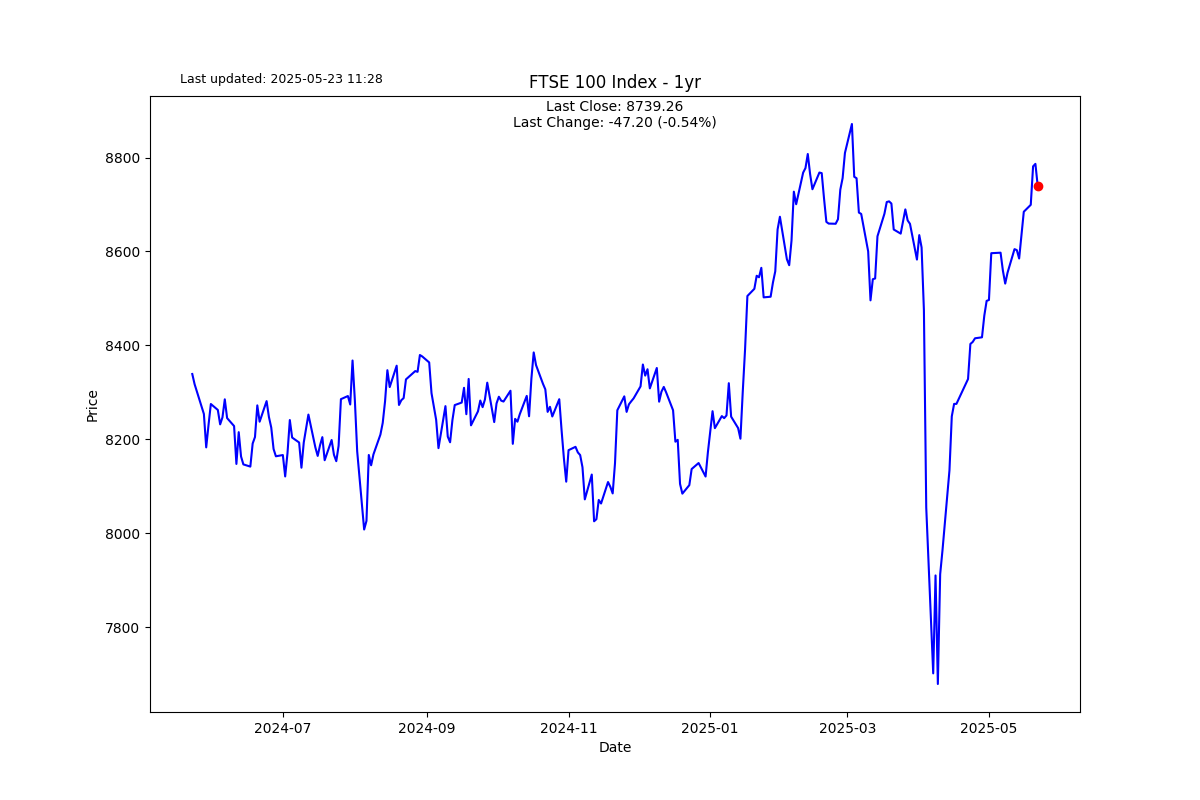 Last updated: 2025-05-23 11:28
FTSE 100 Index - 1yr
Last Close: 8739.26
Last Change: -47.20 (-0.54%)
8800
8600
8400
8200
8000
7800
Price
2024-07
2024-09
2024-11
2025-01
2025-03
2025-05
Date